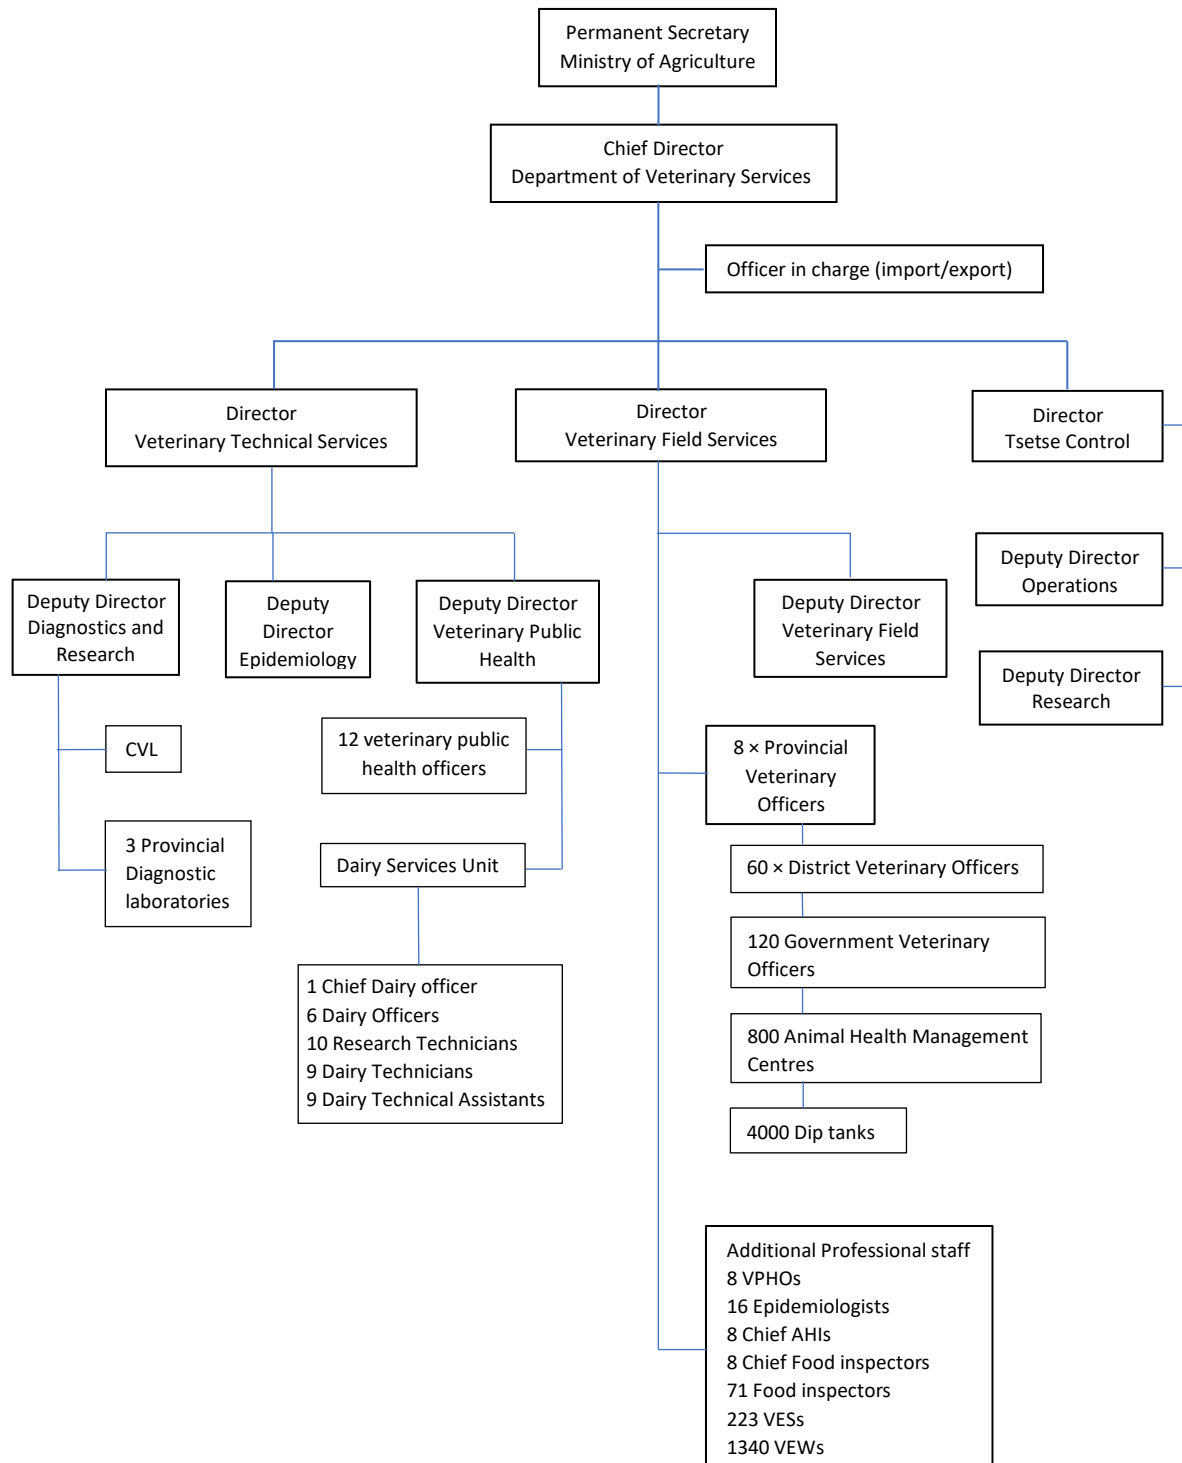 Permanent Secretary
Ministry of Agriculture
Chief Director
Department of Veterinary Services
Officer in charge (import/export)
Director
Veterinary Technical Services
Director
Veterinary Field Services
Director
Tsetse Control
Deputy Director
Diagnostics and
Research
Deputy
Director
Epidemiology
Deputy Director
Veterinary Public
Health
Deputy Director
Veterinary Field
Services
Deputy Director
Operations
Deputy Director
Research
CVL
3 Provincial
Diagnostic
laboratories
12 veterinary public
health officers
Dairy Services Unit
1 Chief Dairy officer
6 Dairy Officers
10 Research Technicians
9 Dairy Technicians
9 Dairy Technical Assistants
8 × Provincial
Veterinary
Officers
60 × District Veterinary Officers
120 Government Veterinary
Officers
800 Animal Health Management
Centres
4000 Dip tanks
Additional Professional staff
8 VPHOs
16 Epidemiologists
8 Chief AHIs
8 Chief Food inspectors
71 Food inspectors
223 VESs
1340 VEWs